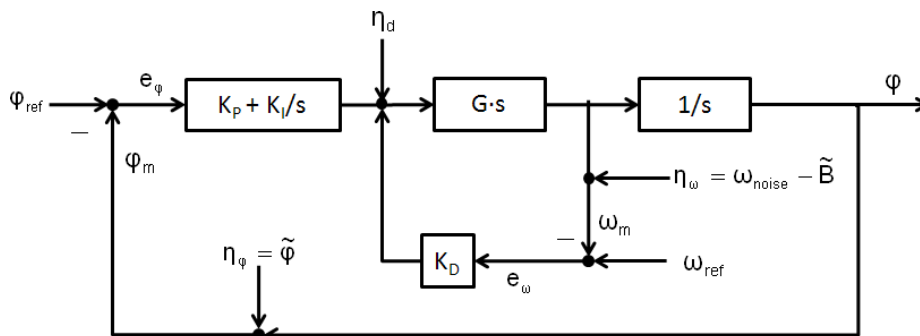 η_d
e_φ
φ_ref
K_P + K_I/s
G·s
1/s
φ
−
φ_m
η_ω = ω_noise − B̃
ω_m
−
η_φ = φ̃
K_D
e_ω
ω_ref